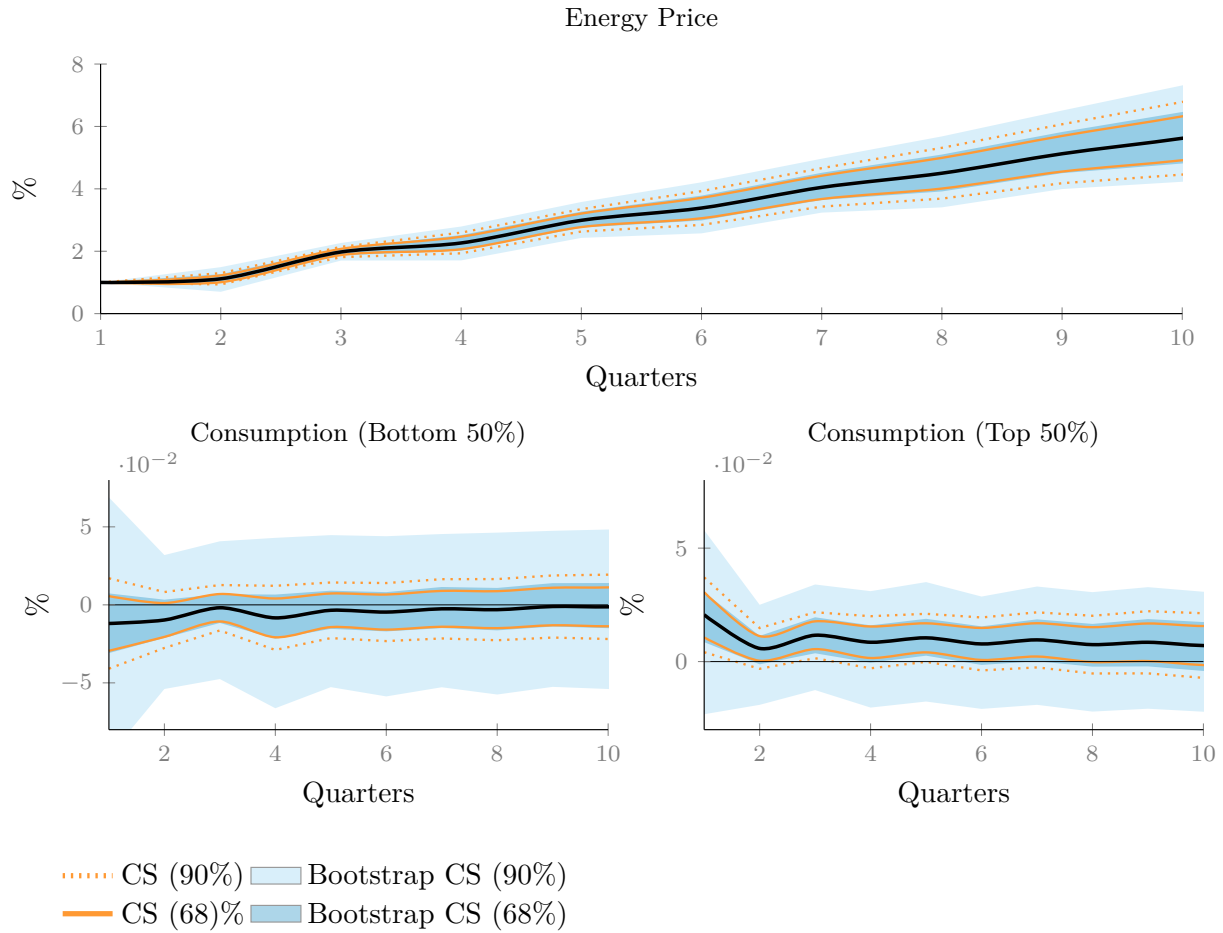 Energy Price
8
6
4
2
0
%
1 2 3 4 5 6 7 8 9 10
Quarters
Consumption (Bottom 50%)
·10−2
5
0
−5
%
2 4 6 8 10
Quarters
Consumption (Top 50%)
·10−2
5
0
%
2 4 6 8 10
Quarters
CS (90%) Bootstrap CS (90%)
CS (68)% Bootstrap CS (68%)